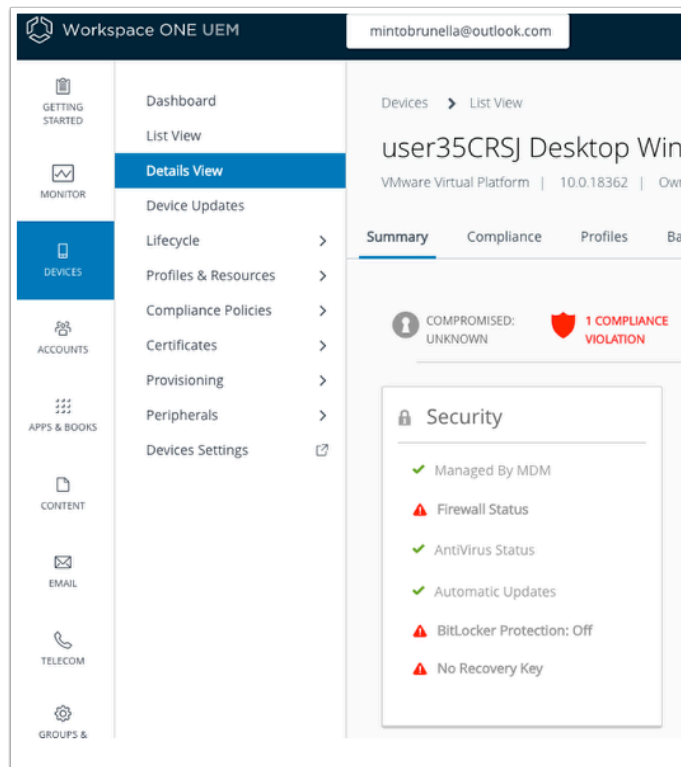 Workspace ONE UEM
mintobrunella@outlook.com
GETTING
STARTED
MONITOR
DEVICES
ACCOUNTS
APPS & BOOKS
CONTENT
EMAIL
TELECOM
GROUPS &
Dashboard
List View
Details View
Device Updates
Lifecycle
Profiles & Resources
Compliance Policies
Certificates
Provisioning
Peripherals
Devices Settings
Devices > List View
user35CRSJ Desktop Win
VMware Virtual Platform | 10.0.18362 | Own
Summary Compliance Profiles Ba
COMPROMISED:
UNKNOWN
1 COMPLIANCE
VIOLATION
Security
Managed By MDM
Firewall Status
AntiVirus Status
Automatic Updates
BitLocker Protection: Off
No Recovery Key